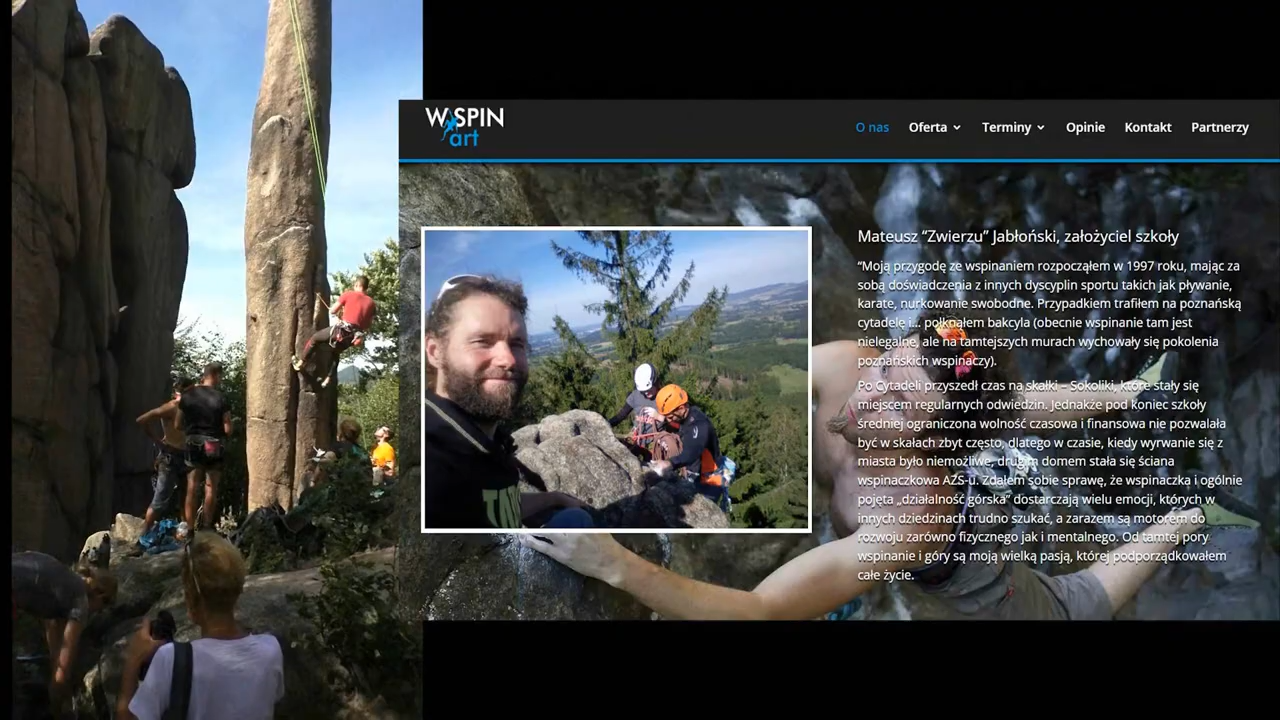 WSPIN
art
O nas Oferta Terminy Opinie Kontakt Partnerzy
Mateusz “Zwierzu” Jabłoński, założyciel szkoły
“Moją przygodę ze wspinaniem rozpocząłem w 1997 roku, mając za
sobą doświadczenia z innych dyscyplin sportu takich jak pływanie,
karate, nurkowanie swobodne. Przypadkiem trafiłem na poznańską
cytadelę i... połknąłem bakcyla (obecnie wspinanie tam jest
nielegalne, ale na tamtejszych murach wychowały się pokolenia
poznańskich wspinaczy).
Po Cytadeli przyszedł czas na skałki – Sokoliki, które stały się
miejscem regularnych odwiedzin. Jednakże pod koniec szkoły
średniej ograniczona wolność czasowa i finansowa nie pozwalała
być w skałach zbyt często, dlatego w czasie, kiedy wyrwanie się z
miasta było niemożliwe, drugim domem stała się ściana
wspinaczkowa AZS-u. Zdałem sobie sprawę, że wspinaczka i ogólnie
pojęta „działalność górska” dostarczają wielu emocji, których w
innych dziedzinach trudno szukać, a zarazem są motorem do
rozwoju zarówno fizycznego jak i mentalnego. Od tamtej pory
wspinanie i góry są moją wielką pasją, której podporządkowałem
całe życie.